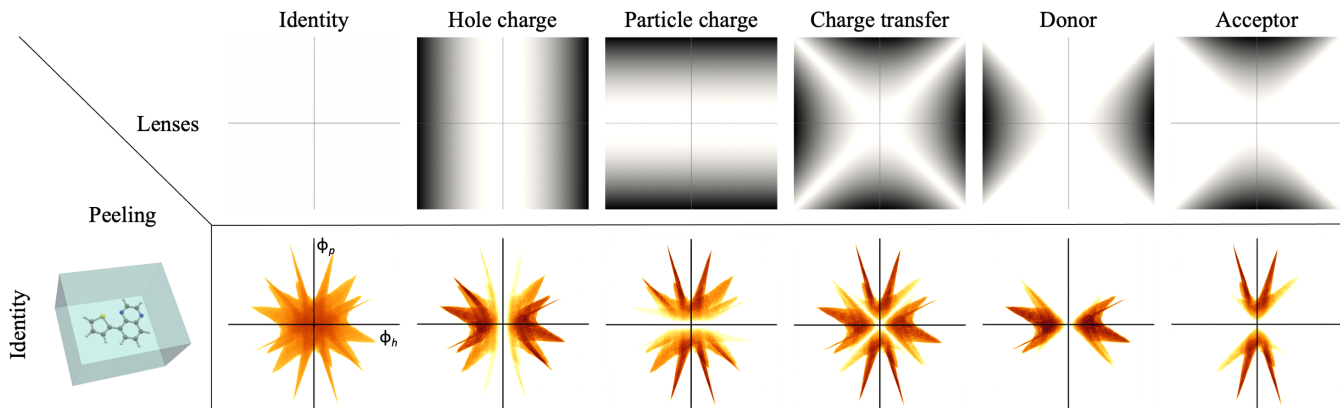 Identity Hole charge Particle charge Charge transfer Donor Acceptor
Lenses
Peeling
Identity
ϕp
ϕh